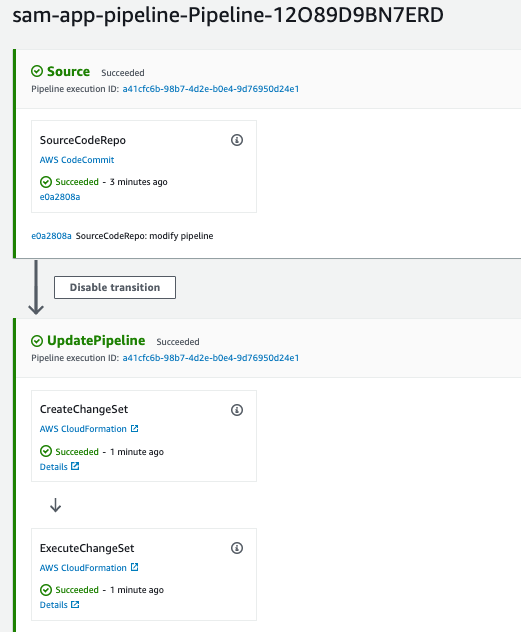 sam-app-pipeline-Pipeline-12O89D9BN7ERD
Source Succeeded
Pipeline execution ID: a41cfc6b-98b7-4d2e-b0e4-9d76950d24e1
SourceCodeRepo
AWS CodeCommit
Succeeded - 3 minutes ago
e0a2808a
e0a2808a SourceCodeRepo: modify pipeline
Disable transition
UpdatePipeline Succeeded
Pipeline execution ID: a41cfc6b-98b7-4d2e-b0e4-9d76950d24e1
CreateChangeSet
AWS CloudFormation
Succeeded - 1 minute ago
Details
ExecuteChangeSet
AWS CloudFormation
Succeeded - 1 minute ago
Details